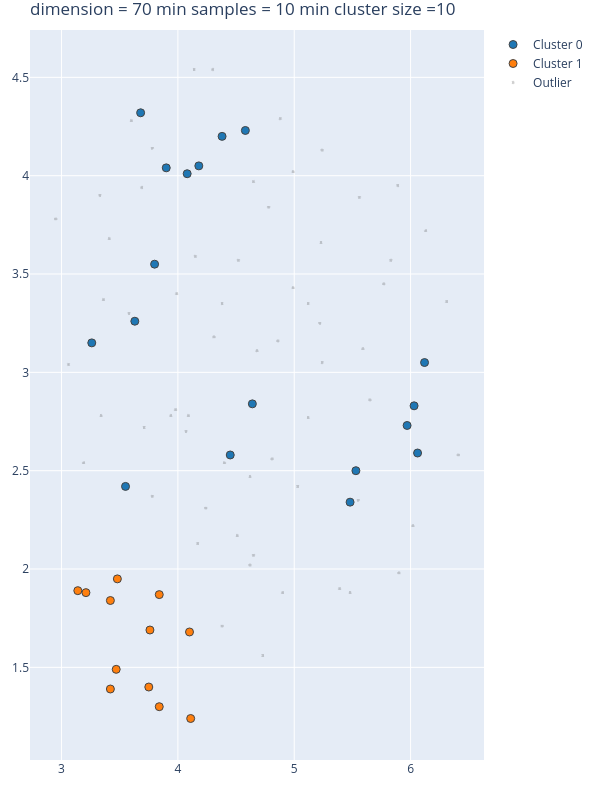 dimension = 70 min samples = 10 min cluster size =10
Cluster 0
Cluster 1
Outlier
4.5
4
3.5
3
2.5
2
1.5
3 4 5 6